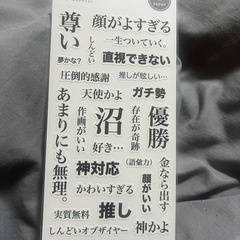 尊い
顔がよすぎる
しんどい
一生ついていく。
夢かな?
直視できない
圧倒的感謝
推しが眩しい…
天使かよ
ガチ勢
あまりにも無理。
作画がいい
沼
存在が奇跡
優勝
好き…
神対応
(語彙力)
金なら出す
かわいすぎる
顔がいい
実質無料
推し
神かよ
しんどいオブザイヤー